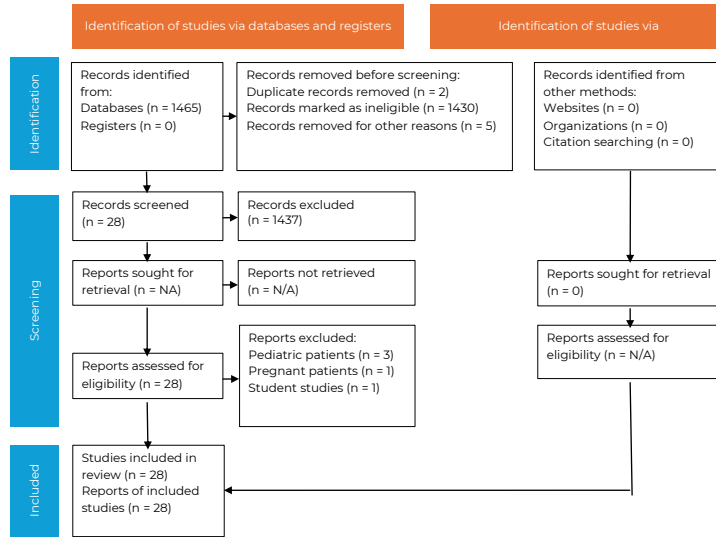 Identification of studies via databases and registers
Identification of studies via
Identification
Records identified
from:
Databases (n = 1465)
Registers (n = 0)
Records removed before screening:
Duplicate records removed (n = 2)
Records marked as ineligible (n = 1430)
Records removed for other reasons (n = 5)
Records identified from
other methods:
Websites (n = 0)
Organizations (n = 0)
Citation searching (n = 0)
Screening
Records screened
(n = 28)
Records excluded
(n = 1437)
Reports sought for
retrieval (n = NA)
Reports not retrieved
(n = N/A)
Reports sought for retrieval
(n = 0)
Reports assessed for
eligibility (n = 28)
Reports excluded:
Pediatric patients (n = 3)
Pregnant patients (n = 1)
Student studies (n = 1)
Reports assessed for
eligibility (n = N/A)
Included
Studies included in
review (n = 28)
Reports of included
studies (n = 28)